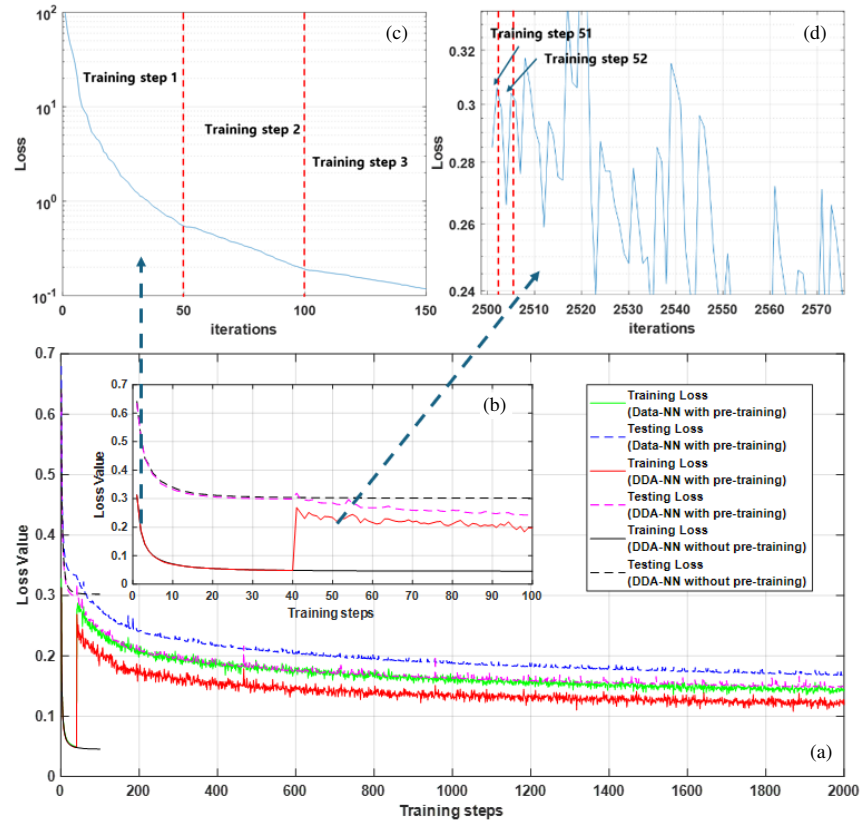 (c)
Loss
10^2
10^1
10^0
10^-1
Training step 1
Training step 2
Training step 3
0
50
100
150
iterations
(d)
Loss
0.32
0.3
0.28
0.26
0.24
Training step 51
Training step 52
2500
2510
2520
2530
2540
2550
2560
2570
iterations
Loss Value
0.7
0.6
0.5
0.4
0.3
0.2
0.1
0
(b)
Loss Value
0.7
0.6
0.5
0.4
0.3
0.2
0.1
0
0
10
20
30
40
50
60
70
80
90
100
Training steps
Training Loss
(Data-NN with pre-training)
Testing Loss
(Data-NN with pre-training)
Training Loss
(DDA-NN with pre-training)
Testing Loss
(DDA-NN with pre-training)
Training Loss
(DDA-NN without pre-training)
Testing Loss
(DDA-NN without pre-training)
(a)
0
200
400
600
800
1000
1200
1400
1600
1800
2000
Training steps